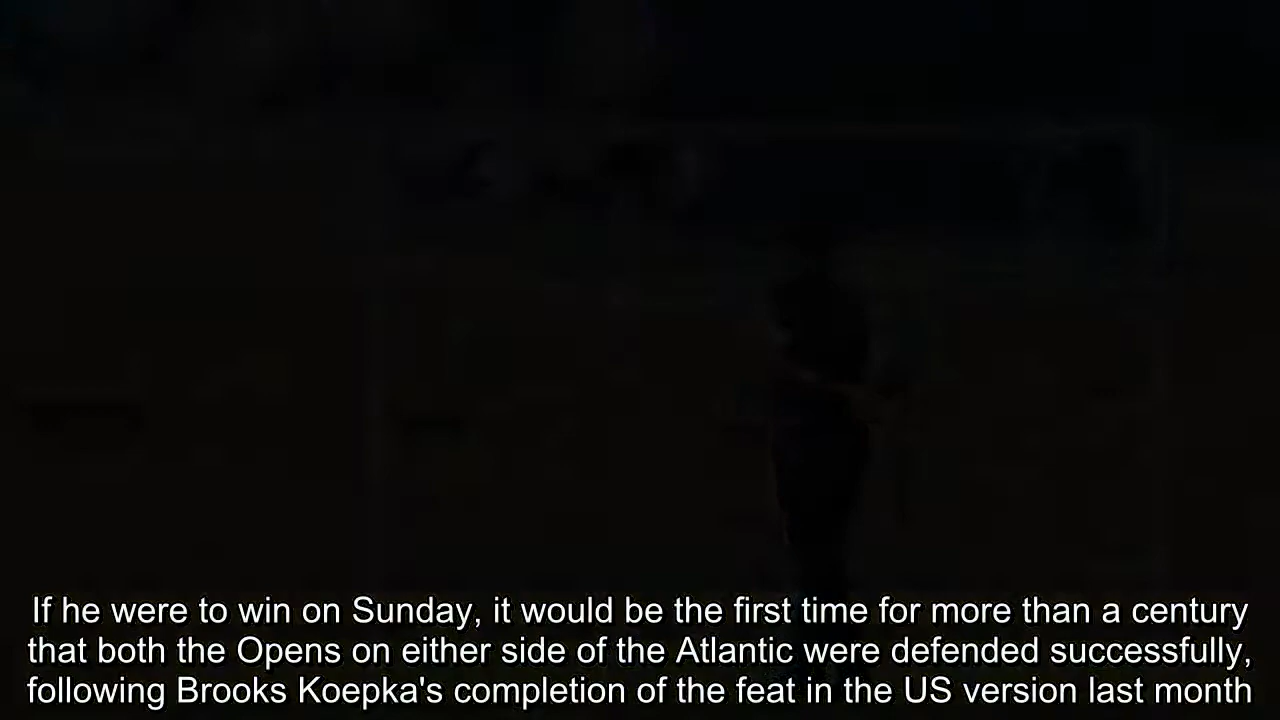 If he were to win on Sunday, it would be the first time for more than a century
that both the Opens on either side of the Atlantic were defended successfully,
following Brooks Koepka's completion of the feat in the US version last month